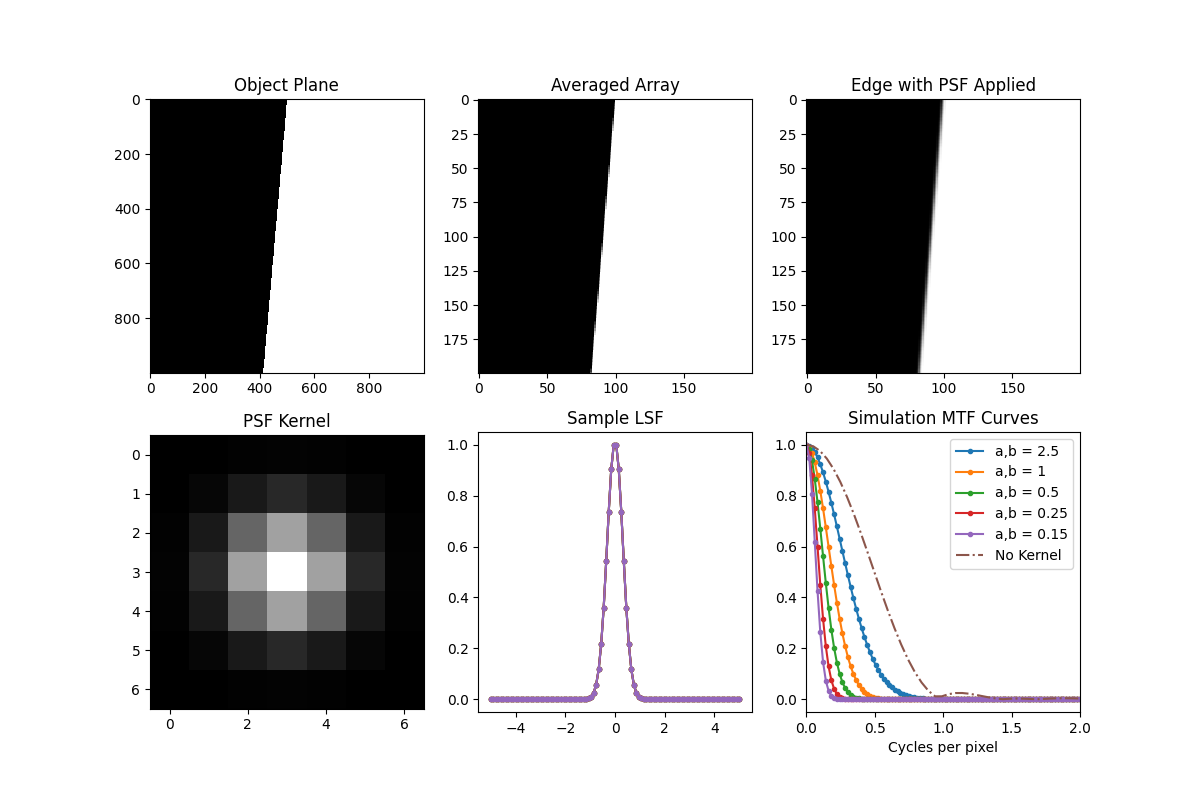 Object Plane
0
200
400
600
800
0 200 400 600 800
Averaged Array
0
25
50
75
100
125
150
175
0 50 100 150
Edge with PSF Applied
0
25
50
75
100
125
150
175
0 50 100 150
PSF Kernel
0
1
2
3
4
5
6
0 2 4 6
Sample LSF
1.0
0.8
0.6
0.4
0.2
0.0
−4 −2 0 2 4
Simulation MTF Curves
1.0
0.8
0.6
0.4
0.2
0.0
a,b = 2.5
a,b = 1
a,b = 0.5
a,b = 0.25
a,b = 0.15
No Kernel
0.0 0.5 1.0 1.5 2.0
Cycles per pixel